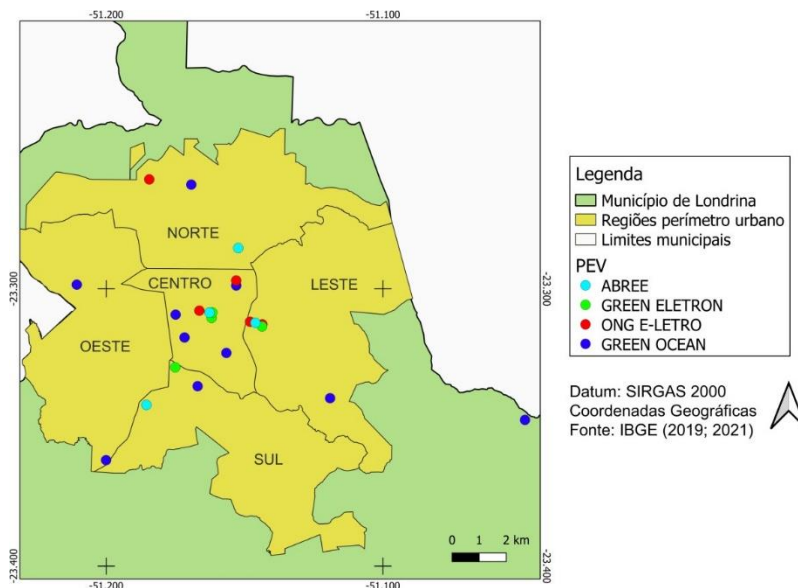 -51.200
-51.100
-23.300
-23.300
-23.400
-23.400
-51.200
-51.100
NORTE
CENTRO
LESTE
OESTE
SUL
0 1 2 km
Legenda
Município de Londrina
Regiões perímetro urbano
Limites municipais
PEV
ABREE
GREEN ELETRON
ONG E-LETRO
GREEN OCEAN
Datum: SIRGAS 2000
Coordenadas Geográficas
Fonte: IBGE (2019; 2021)